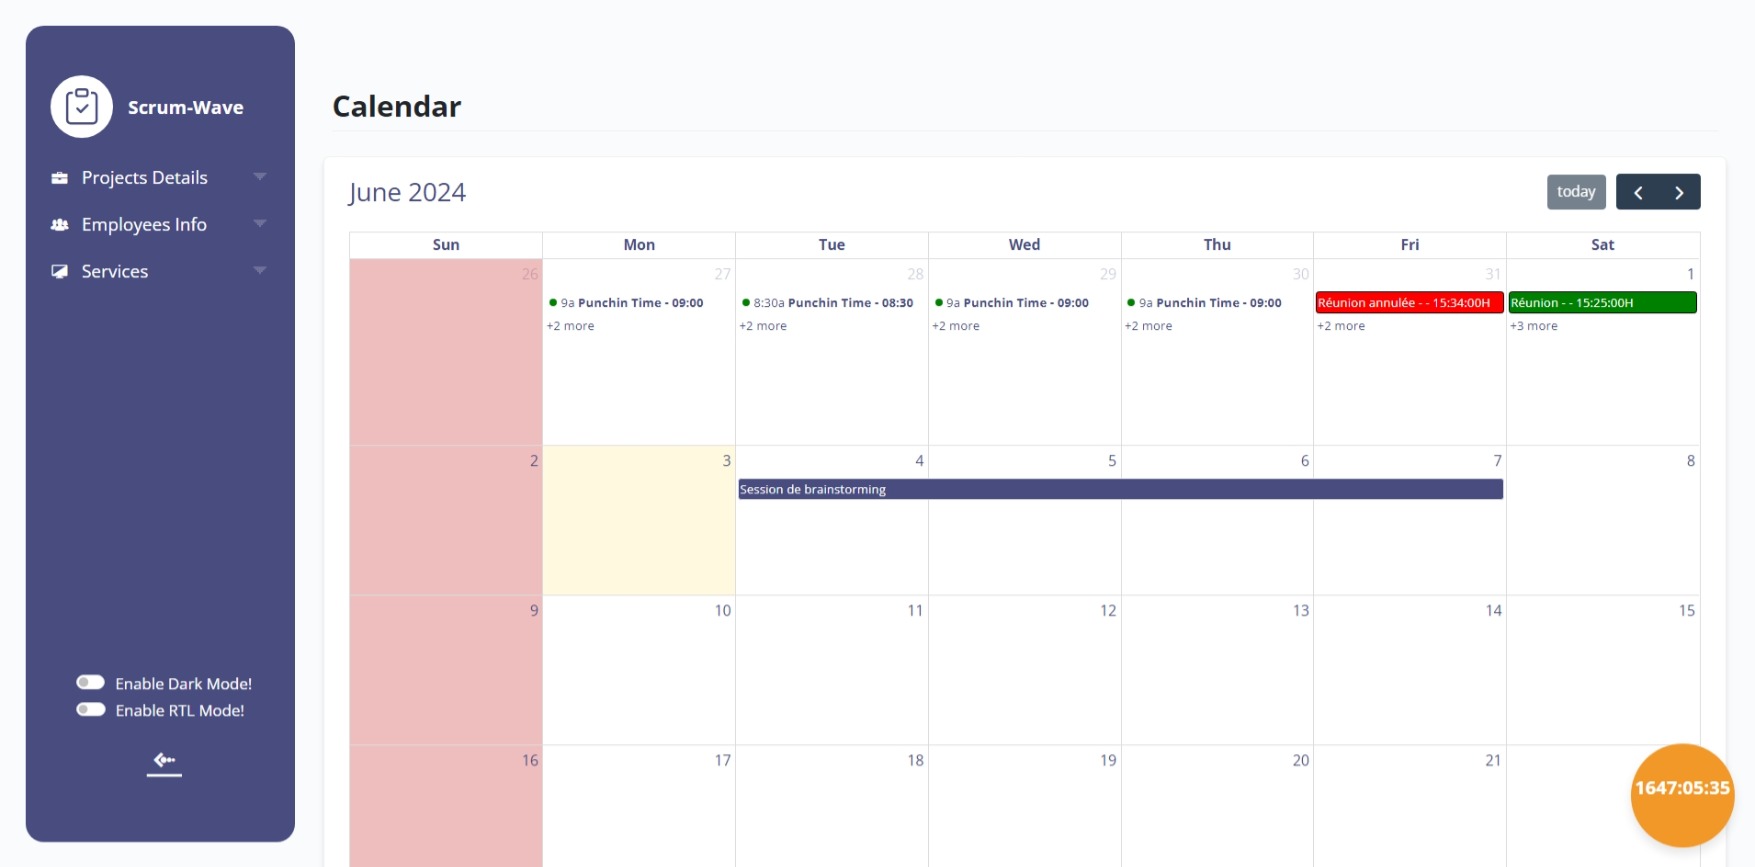 Scrum-Wave
Projects Details
Employees Info
Services
Enable Dark Mode!
Enable RTL Mode!
Calendar
June 2024
today
Sun Mon Tue Wed Thu Fri Sat
26 27 28 29 30 31 1
9a Punchin Time - 09:00 8:30a Punchin Time - 08:30 9a Punchin Time - 09:00 9a Punchin Time - 09:00 Réunion annulée - - 15:34:00H Réunion - - 15:25:00H
+2 more +2 more +2 more +2 more +2 more +3 more
2 3 4 5 6 7 8
Session de brainstorming
9 10 11 12 13 14 15
16 17 18 19 20 21
1647:05:35